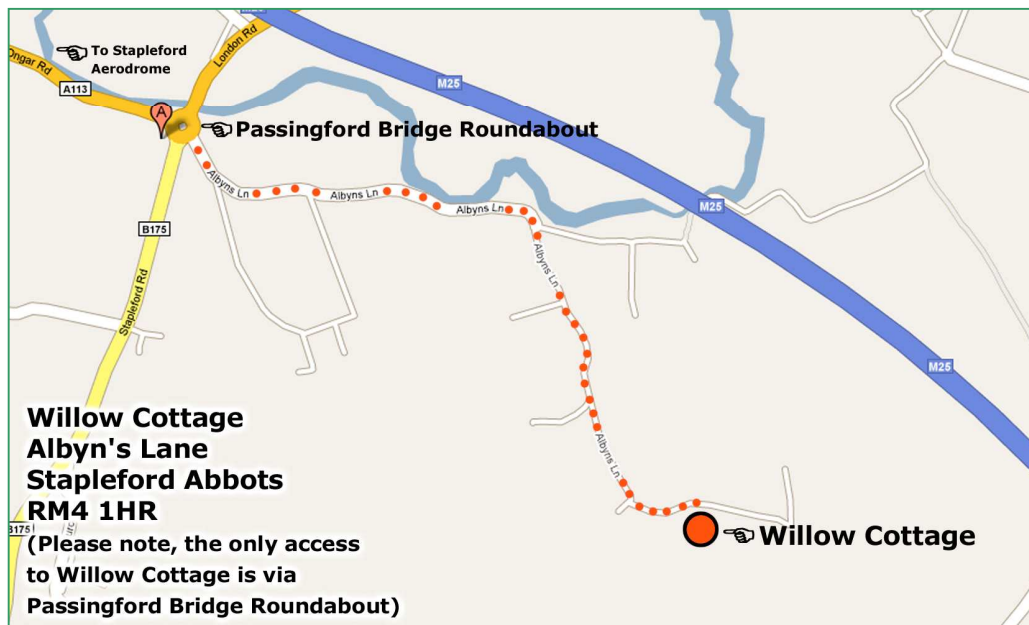 To Stapleford
Aerodrome
London Rd
Ongar Rd
A113
M25
A
Passingford Bridge Roundabout
Albyns Ln
Albyns Ln
Albyns Ln
M25
B175
Albyns Ln
Stapleford Rd
M25
Willow Cottage
Albyn's Lane
Stapleford Abbots
RM4 1HR
(Please note, the only access
to Willow Cottage is via
Passingford Bridge Roundabout)
Albyns Ln
B175
Willow Cottage